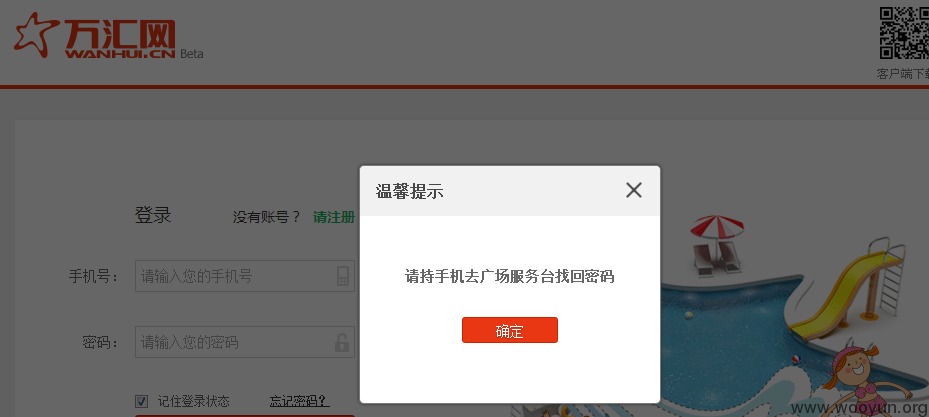 万汇网
WANHUI.CN Beta
客户端下载
温馨提示
登录 没有账号？ 请注册
请持手机去广场服务台找回密码
手机号： 请输入您的手机号
确定
密码： 请输入您的密码
记住登录状态 忘记密码？
www.wooyun.org